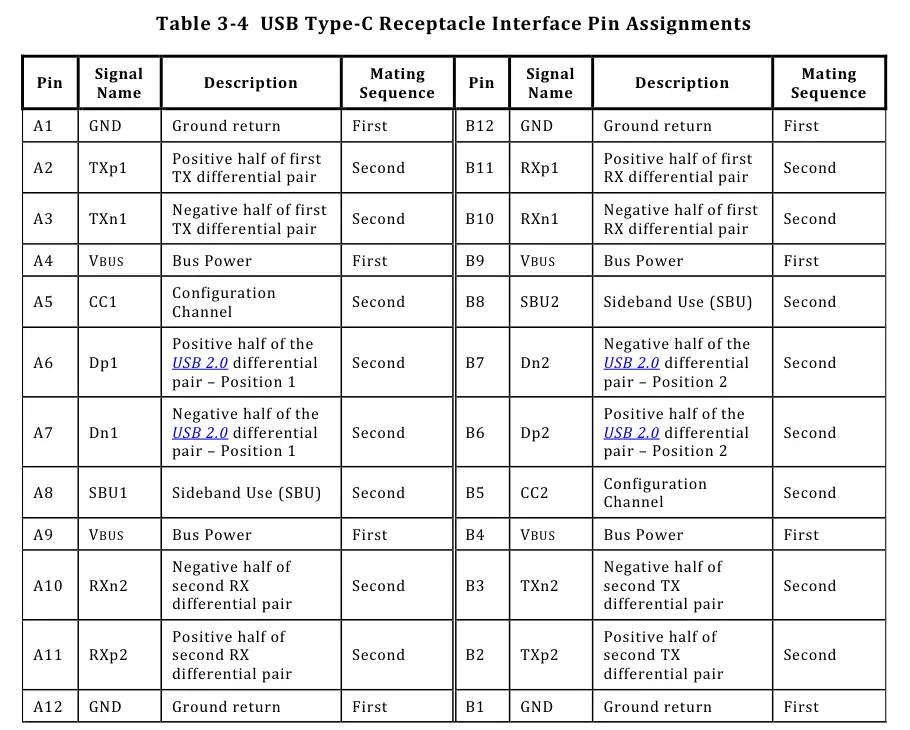 Table 3-4 USB Type-C Receptacle Interface Pin Assignments
Pin Signal Name Description Mating Sequence Pin Signal Name Description Mating Sequence
A1 GND Ground return First B12 GND Ground return First
A2 TXp1 Positive half of first TX differential pair Second B11 RXp1 Positive half of first RX differential pair Second
A3 TXn1 Negative half of first TX differential pair Second B10 RXn1 Negative half of first RX differential pair Second
A4 VBUS Bus Power First B9 VBUS Bus Power First
A5 CC1 Configuration Channel Second B8 SBU2 Sideband Use (SBU) Second
A6 Dp1 Positive half of the USB 2.0 differential pair – Position 1 Second B7 Dn2 Negative half of the USB 2.0 differential pair – Position 2 Second
A7 Dn1 Negative half of the USB 2.0 differential pair – Position 1 Second B6 Dp2 Positive half of the USB 2.0 differential pair – Position 2 Second
A8 SBU1 Sideband Use (SBU) Second B5 CC2 Configuration Channel Second
A9 VBUS Bus Power First B4 VBUS Bus Power First
A10 RXn2 Negative half of second RX differential pair Second B3 TXn2 Negative half of second TX differential pair Second
A11 RXp2 Positive half of second RX differential pair Second B2 TXp2 Positive half of second TX differential pair Second
A12 GND Ground return First B1 GND Ground return First